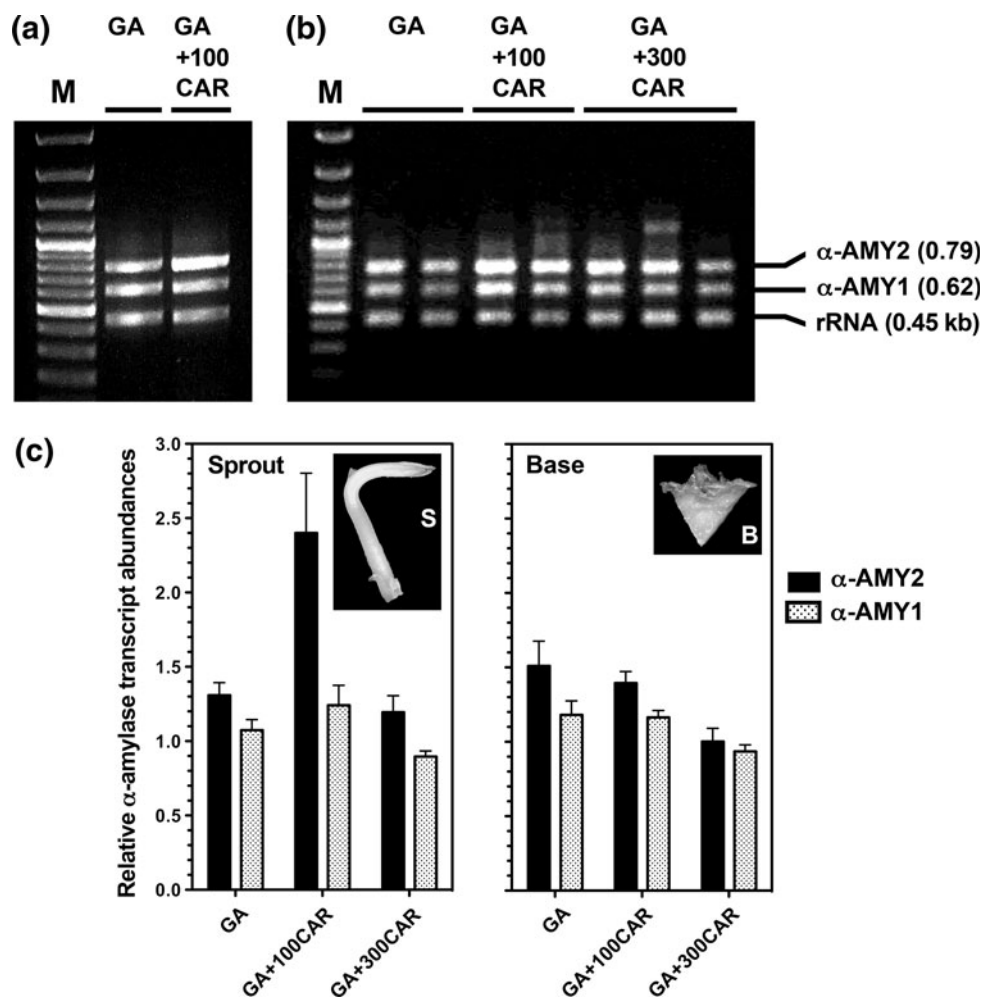 (a)
GA
GA
+100
CAR
M
(b)
GA
GA
+100
CAR
GA
+300
CAR
M
α-AMY2 (0.79)
α-AMY1 (0.62)
rRNA (0.45 kb)
(c)
Relative α-amylase transcript abundances
3.0
2.5
2.0
1.5
1.0
0.5
0.0
Sprout
S
GA
GA+100CAR
GA+300CAR
Base
B
GA
GA+100CAR
GA+300CAR
α-AMY2
α-AMY1